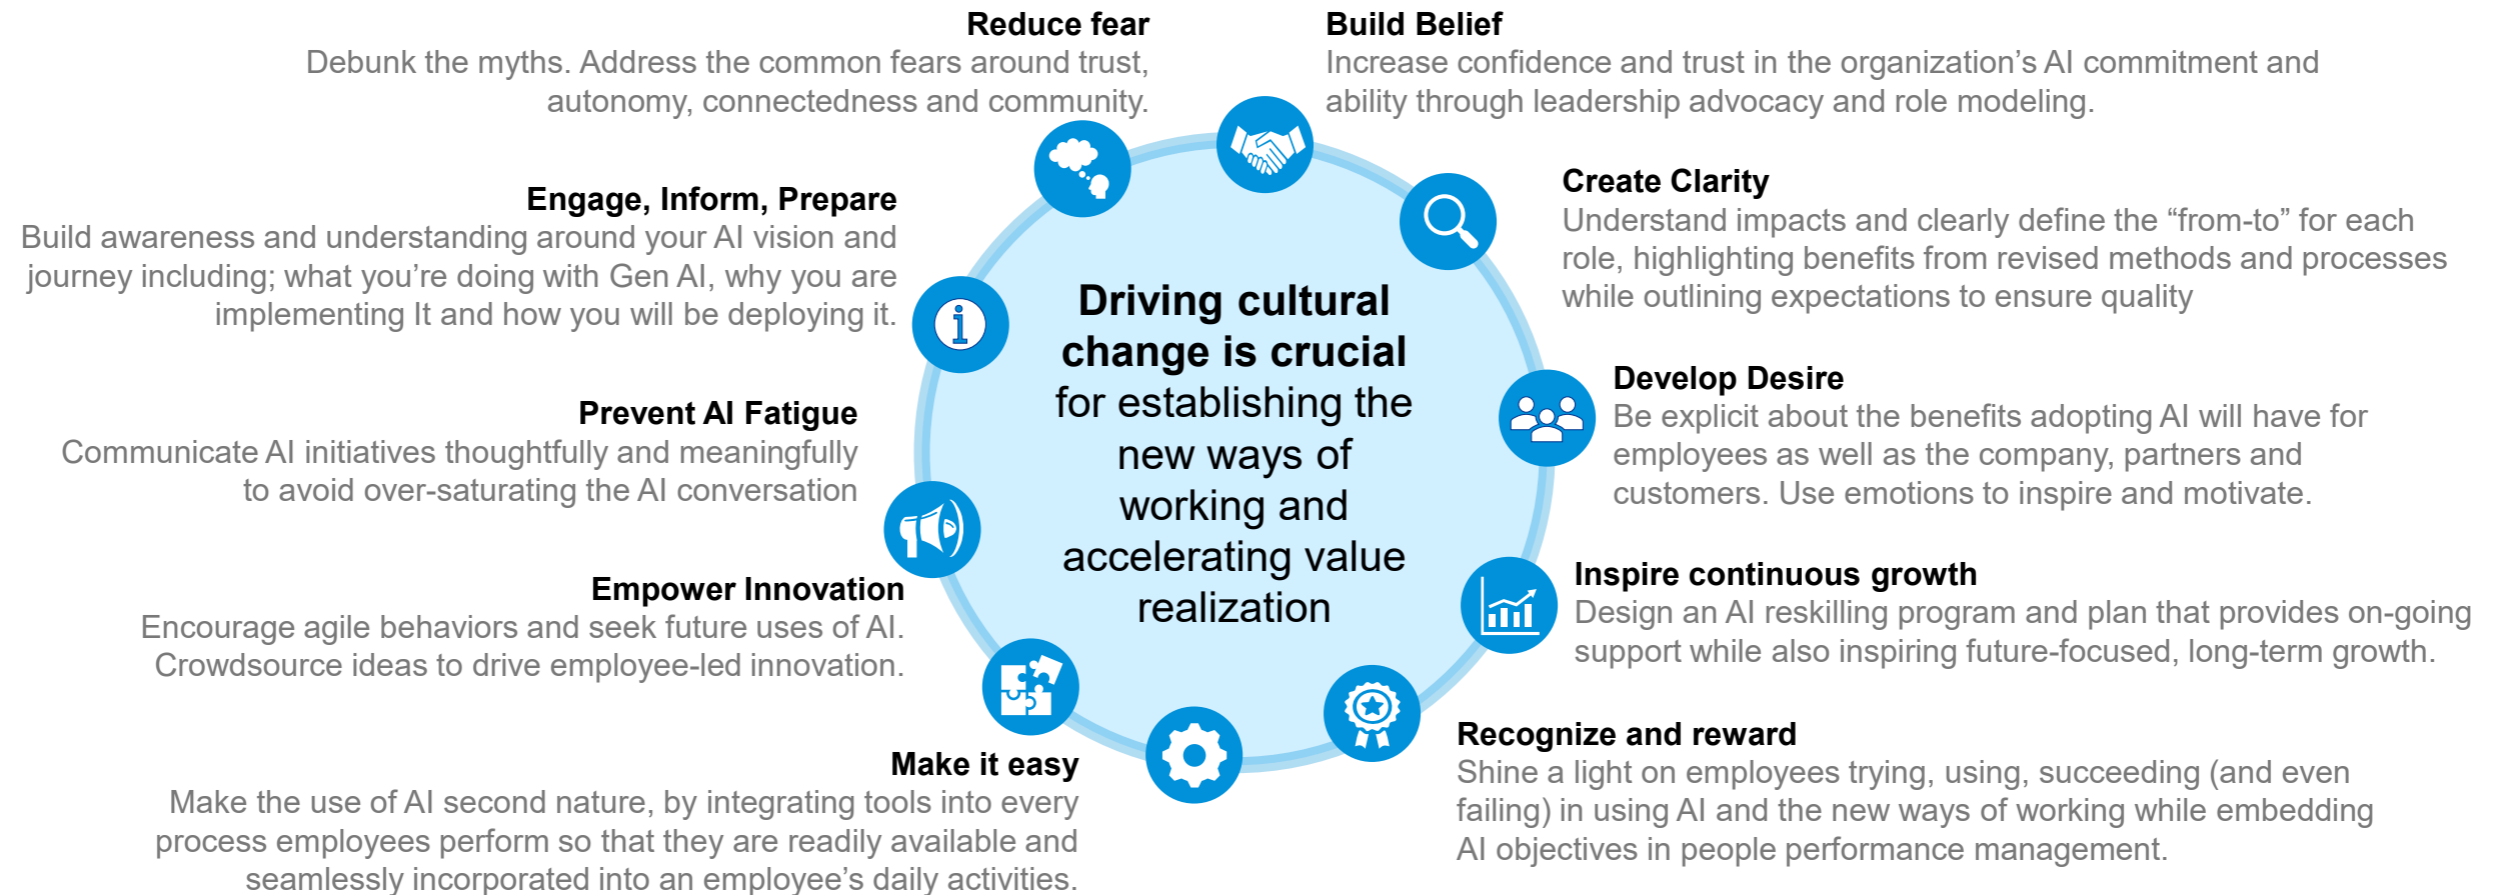 Reduce fear
Debunk the myths. Address the common fears around trust,
autonomy, connectedness and community.
Build Belief
Increase confidence and trust in the organization’s AI commitment and
ability through leadership advocacy and role modeling.
Engage, Inform, Prepare
Build awareness and understanding around your AI vision and
journey including; what you’re doing with Gen AI, why you are
implementing It and how you will be deploying it.
Create Clarity
Understand impacts and clearly define the “from-to” for each
role, highlighting benefits from revised methods and processes
while outlining expectations to ensure quality
Driving cultural
change is crucial
for establishing the
new ways of
working and
accelerating value
realization
Prevent AI Fatigue
Communicate AI initiatives thoughtfully and meaningfully
to avoid over-saturating the AI conversation
Develop Desire
Be explicit about the benefits adopting AI will have for
employees as well as the company, partners and
customers. Use emotions to inspire and motivate.
Empower Innovation
Encourage agile behaviors and seek future uses of AI.
Crowdsource ideas to drive employee-led innovation.
Inspire continuous growth
Design an AI reskilling program and plan that provides on-going
support while also inspiring future-focused, long-term growth.
Make it easy
Make the use of AI second nature, by integrating tools into every
process employees perform so that they are readily available and
seamlessly incorporated into an employee’s daily activities.
Recognize and reward
Shine a light on employees trying, using, succeeding (and even
failing) in using AI and the new ways of working while embedding
AI objectives in people performance management.